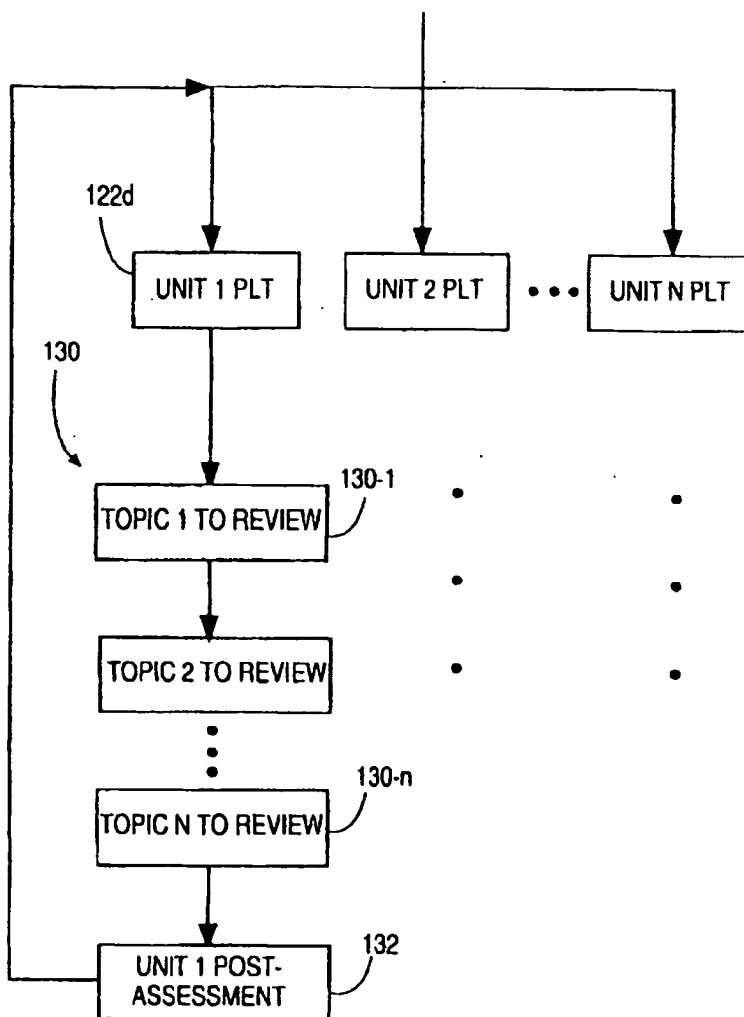 122d
UNIT 1 PLT
UNIT 2 PLT
UNIT N PLT
130
130-1
TOPIC 1 TO REVIEW
TOPIC 2 TO REVIEW
130-n
TOPIC N TO REVIEW
132
UNIT 1 POST-
ASSESSMENT